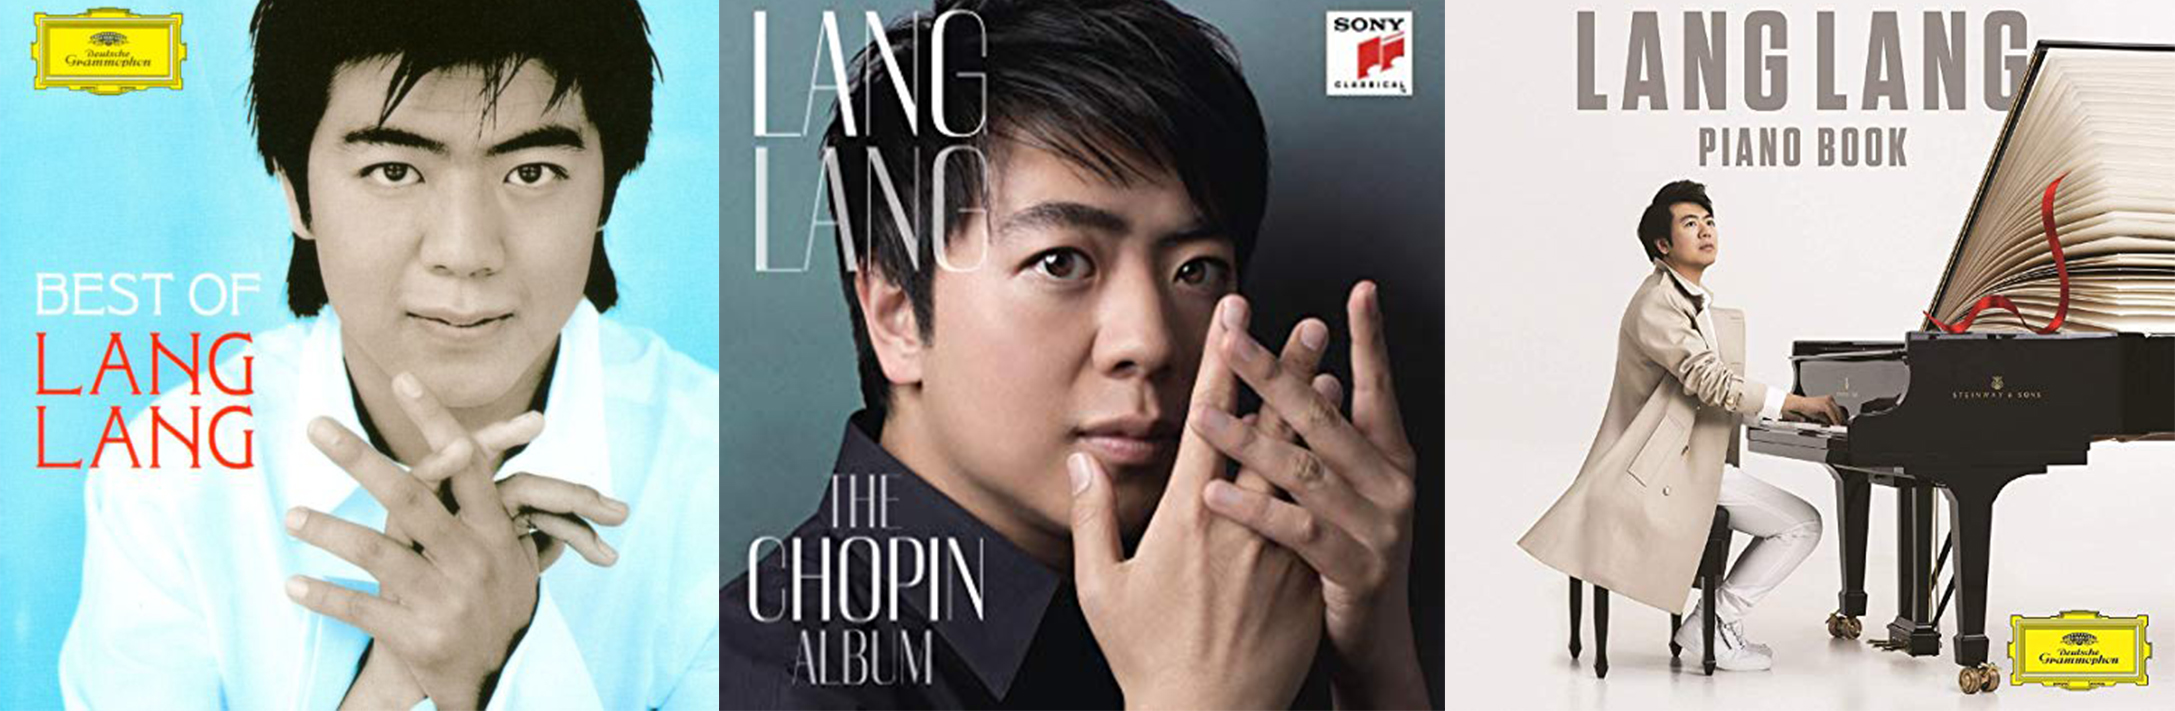 Deutsche
Grammophon
BEST OF
LANG
LANG
LANG
LANG
SONY
CLASSICAL
THE
CHOPIN
ALBUM
LANG LANG
PIANO BOOK
STEINWAY & SONS
Deutsche
Grammophon